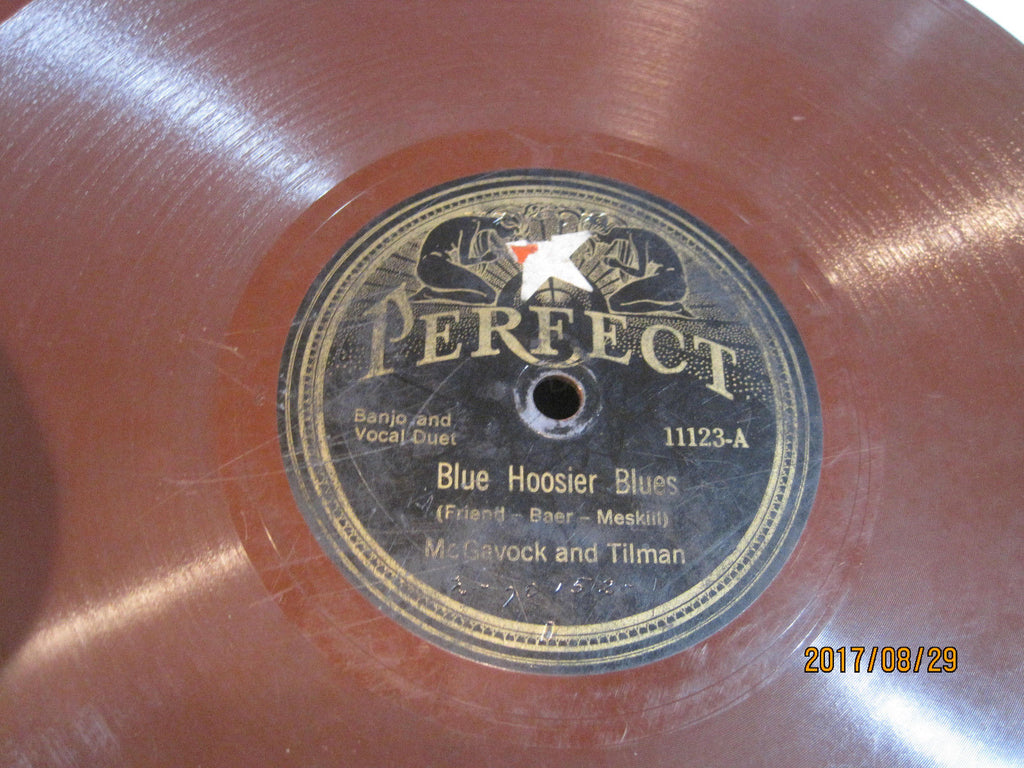 PERFECT
Banjo and
Vocal Duet
11123-A
Blue Hoosier Blues
(Friend - Baer - Meskill)
McGavock and Tilman
2017/08/29